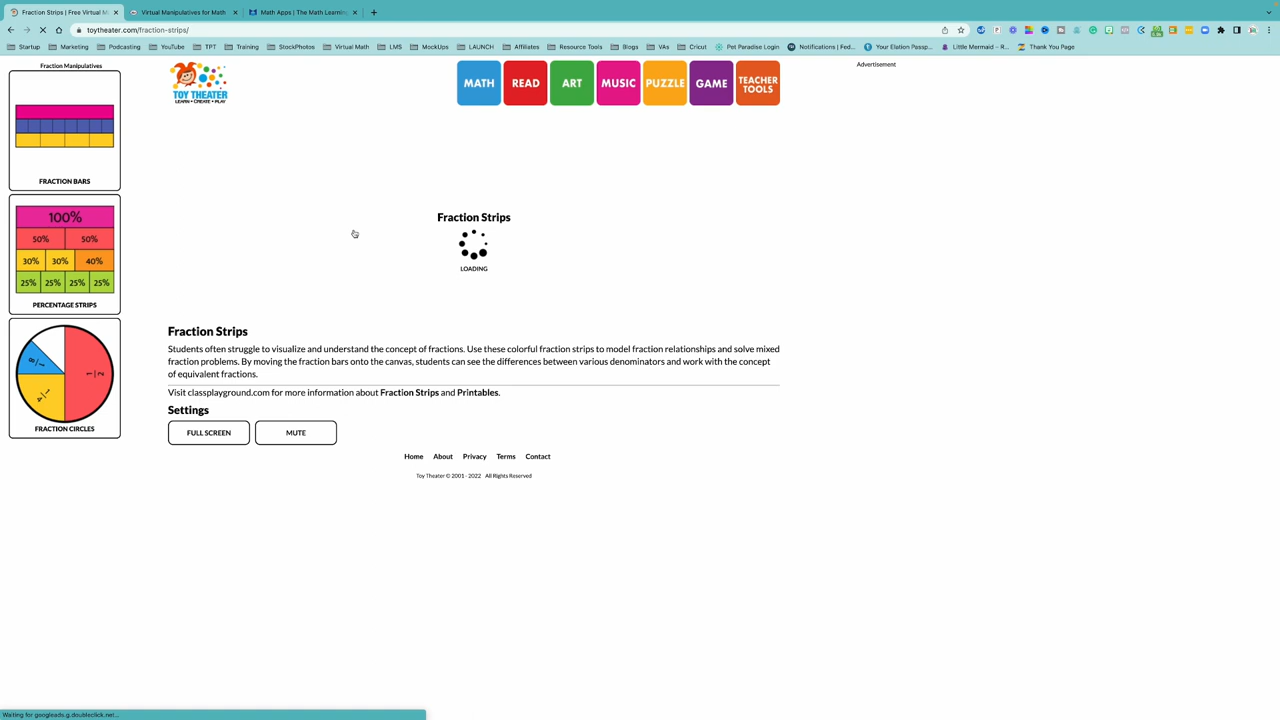 Fraction Strips | Free Virtual M
Virtual Manipulatives for Math
Math Apps | The Math Learning
toytheater.com/fraction-strips/
Startup
Marketing
Podcasting
YouTube
TPT
Training
StockPhotos
Virtual Math
LMS
MockUps
LAUNCH
Affiliates
Resource Tools
Blogs
VAs
Cricut
Pet Paradise Login
Notifications | Fed...
Your Elation Passp...
Little Mermaid – R...
Thank You Page
Fraction Manipulatives
FRACTION BARS
100%
50% 50%
30% 30% 40%
25% 25% 25% 25%
PERCENTAGE STRIPS
1/8
1/4
1/2
FRACTION CIRCLES
TOY THEATER
LEARN • CREATE • PLAY
MATH
READ
ART
MUSIC
PUZZLE
GAME
TEACHER TOOLS
Advertisement
Fraction Strips
LOADING
Fraction Strips
Students often struggle to visualize and understand the concept of fractions. Use these colorful fraction strips to model fraction relationships and solve mixed
fraction problems. By moving the fraction bars onto the canvas, students can see the differences between various denominators and work with the concept
of equivalent fractions.
Visit classplayground.com for more information about Fraction Strips and Printables.
Settings
FULL SCREEN
MUTE
Home About Privacy Terms Contact
Toy Theater © 2001 - 2022 All Rights Reserved
Waiting for googleads.g.doubleclick.net...